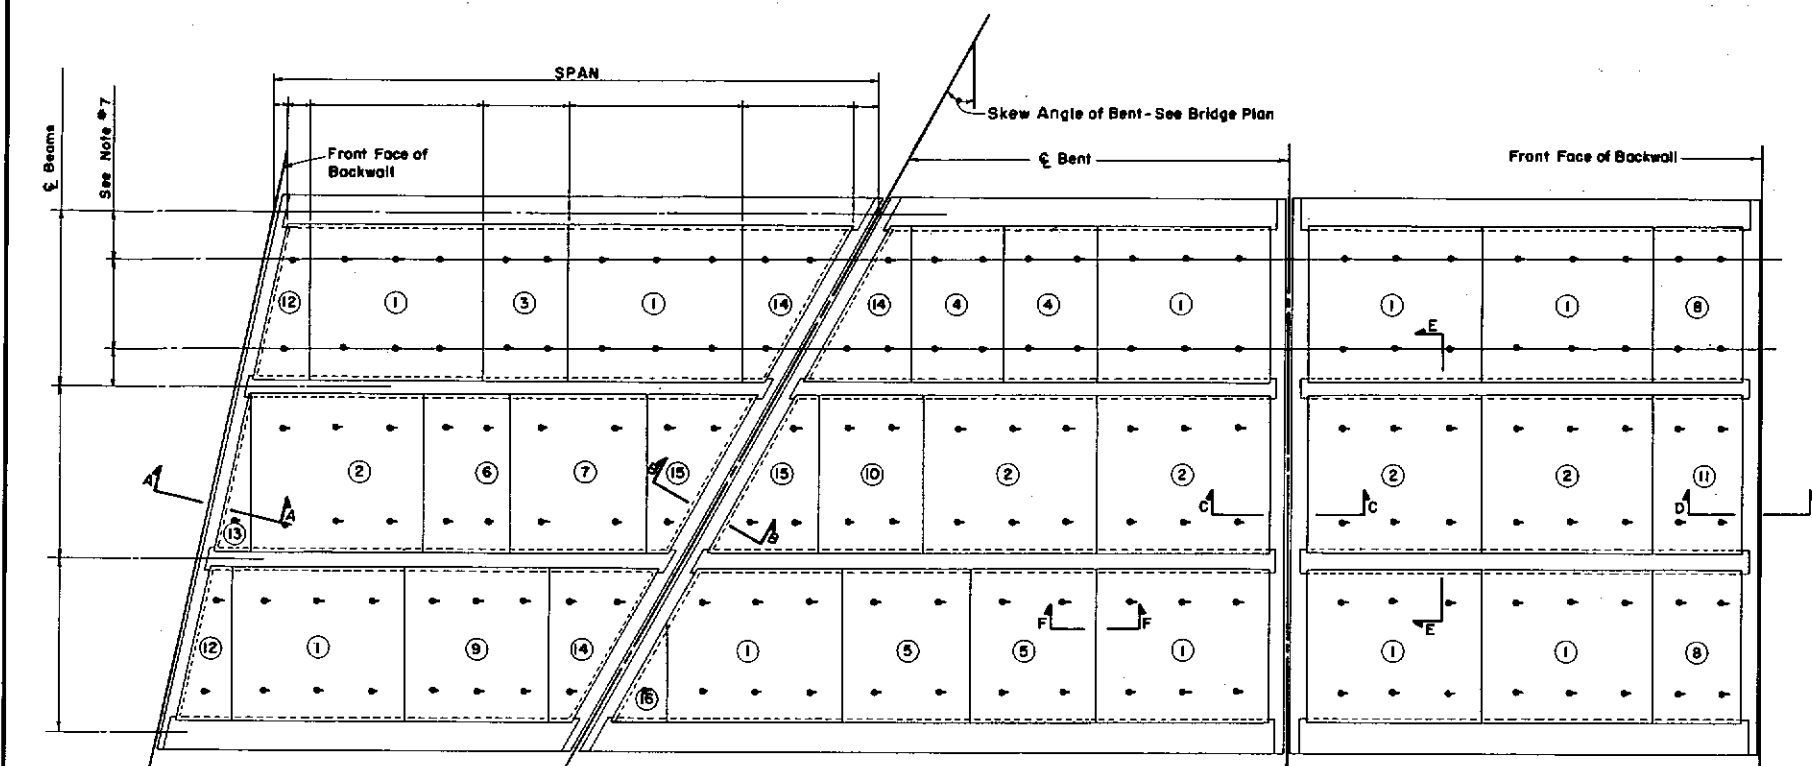 SPAN
Skew Angle of Bent-See Bridge Plan
Front Face of
Backwall
℄ Bent
Front Face of Backwall
℄ Beams
See Note #7
12 1 3 1 14 14 4 4 1 1 1 8
E
2 6 7 15 15 10 2 2 2 2 11
A
B
A
C
C
D
B
13
F
F
E
12 1 9 14 1 5 5 1 1 1 8
16